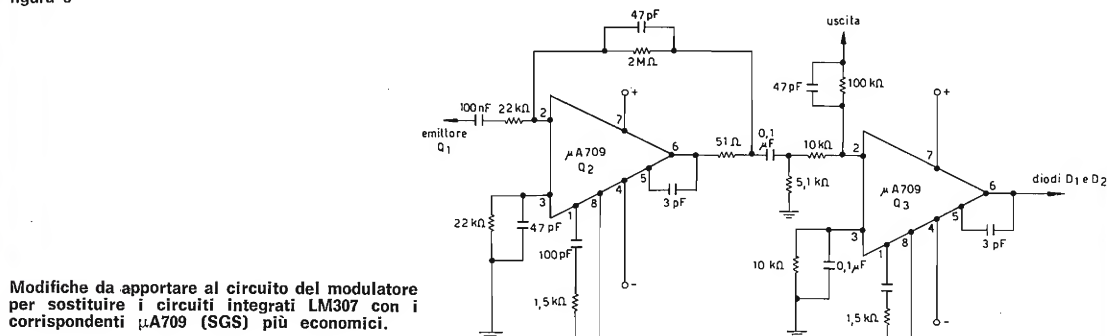 figura 6
47pF
2MΩ
uscita
47pF
100kΩ
100nF
22kΩ
2
+
7
emittore
Q1
μA709
Q2
6
51Ω
0,1
μF
10kΩ
2
+
7
5,1kΩ
μA709
Q3
6
diodi D1 e D2
3
22kΩ
47pF
1
8
4
5
3pF
100pF
-
1,5kΩ
3
10kΩ
0,1μF
1
8
4
5
3pF
1,5kΩ
-
Modifiche da apportare al circuito del modulatore
per sostituire i circuiti integrati LM307 con i
corrispondenti μA709 (SGS) più economici.